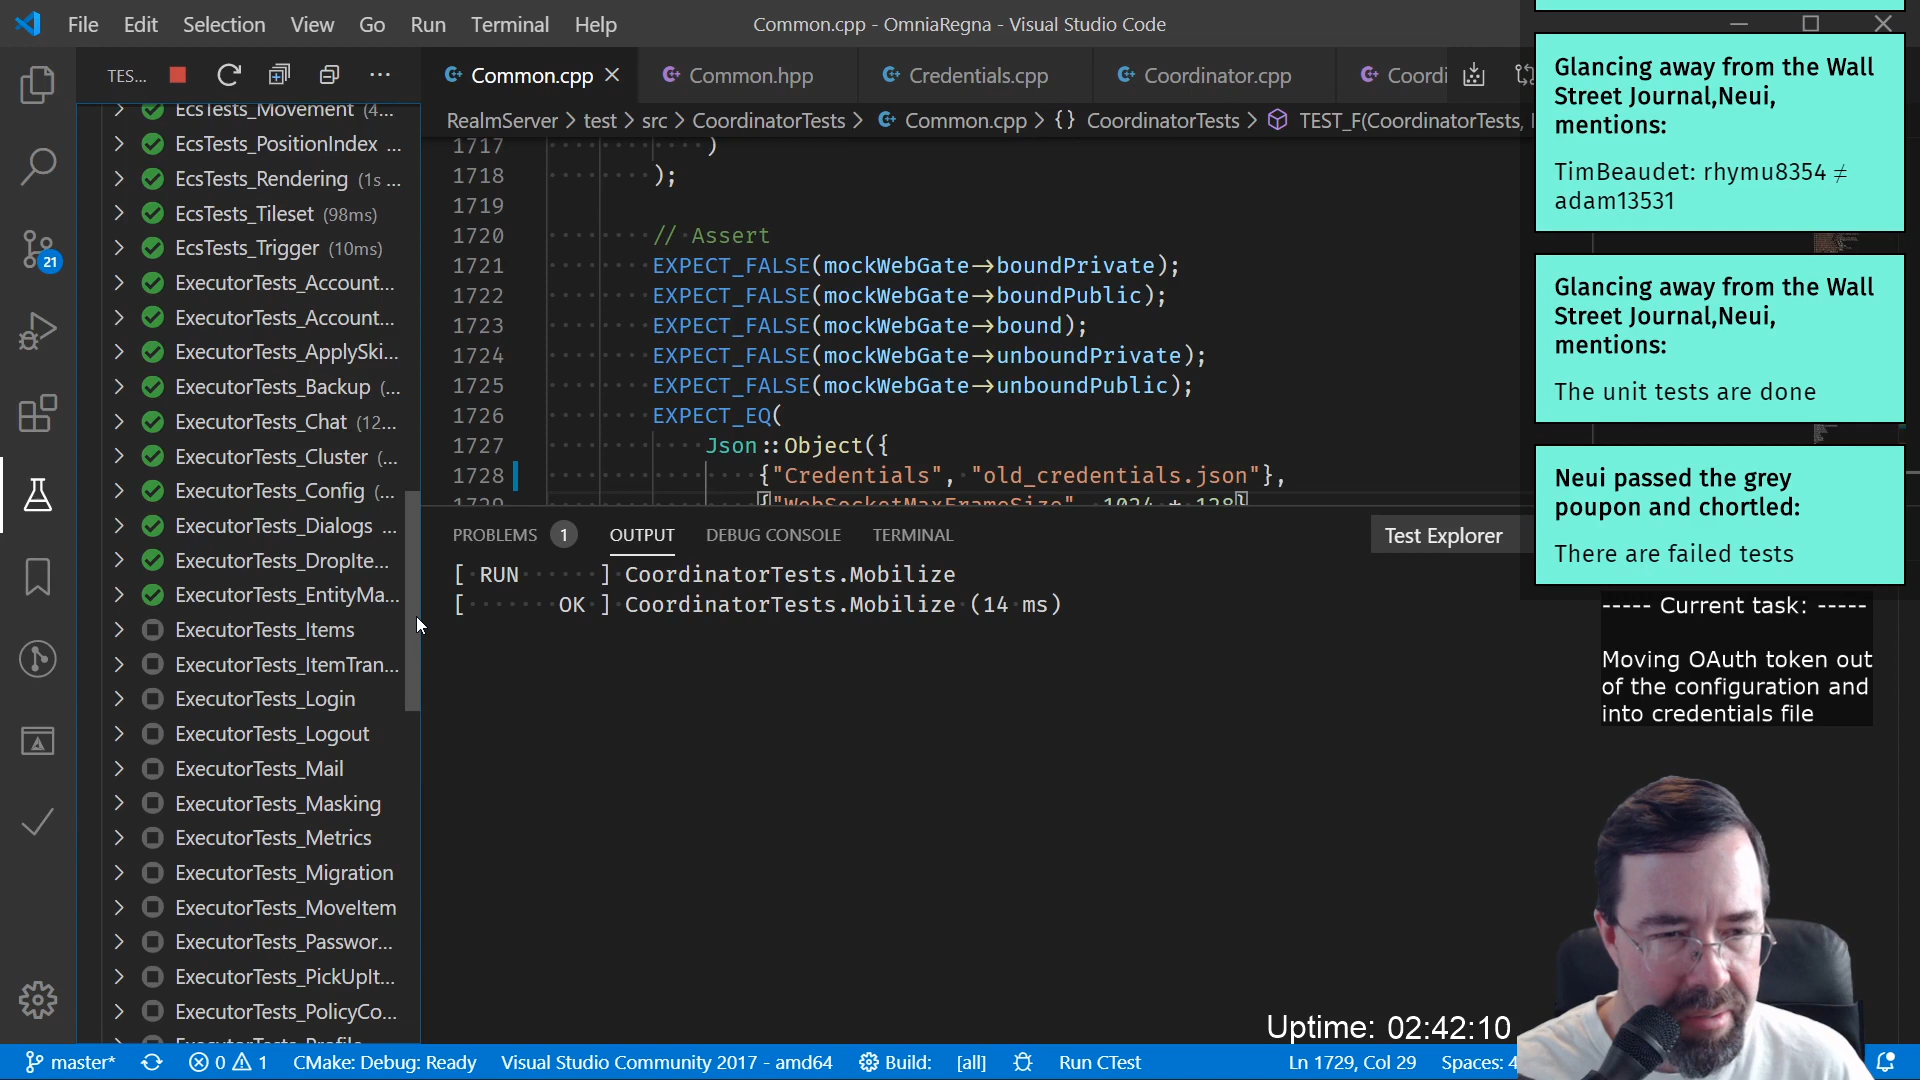 File Edit Selection View Go Run Terminal Help
Common.cpp - OmniaRegna - Visual Studio Code
TES...
Common.cpp
Common.hpp
Credentials.cpp
Coordinator.cpp
Coordi
RealmServer > test > src > CoordinatorTests > Common.cpp > {} CoordinatorTests > TEST_F(CoordinatorTests,
EcsTests_Movement (4...
EcsTests_PositionIndex ...
EcsTests_Rendering (1s ...
EcsTests_Tileset (98ms)
EcsTests_Trigger (10ms)
ExecutorTests_Account...
ExecutorTests_Account...
ExecutorTests_ApplySki...
ExecutorTests_Backup (...
ExecutorTests_Chat (12...
ExecutorTests_Cluster (...
ExecutorTests_Config (...
ExecutorTests_Dialogs ...
ExecutorTests_DropIte...
ExecutorTests_EntityMa...
ExecutorTests_Items
ExecutorTests_ItemTran...
ExecutorTests_Login
ExecutorTests_Logout
ExecutorTests_Mail
ExecutorTests_Masking
ExecutorTests_Metrics
ExecutorTests_Migration
ExecutorTests_MoveItem
ExecutorTests_Passwor...
ExecutorTests_PickUpIt...
ExecutorTests_PolicyCo...
21
1717 )
1718 );
1719
1720 // Assert
1721 EXPECT_FALSE(mockWebGate->boundPrivate);
1722 EXPECT_FALSE(mockWebGate->boundPublic);
1723 EXPECT_FALSE(mockWebGate->bound);
1724 EXPECT_FALSE(mockWebGate->unboundPrivate);
1725 EXPECT_FALSE(mockWebGate->unboundPublic);
1726 EXPECT_EQ(
1727 Json::Object({
1728 {"Credentials", "old_credentials.json"},
1729 {"WebSocketMaxFrameSize", 1024 * 128}
PROBLEMS 1 OUTPUT DEBUG CONSOLE TERMINAL
Test Explorer
[ RUN ] CoordinatorTests.Mobilize
[ OK ] CoordinatorTests.Mobilize (14 ms)
Glancing away from the Wall
Street Journal,Neui,
mentions:
TimBeaudet: rhymu8354 ≠
adam13531
Glancing away from the Wall
Street Journal,Neui,
mentions:
The unit tests are done
Neui passed the grey
poupon and chortled:
There are failed tests
----- Current task: -----
Moving OAuth token out
of the configuration and
into credentials file
Uptime: 02:42:10
master* 0 1 CMake: Debug: Ready Visual Studio Community 2017 - amd64 Build: [all] Run CTest Ln 1729, Col 29 Spaces: 4